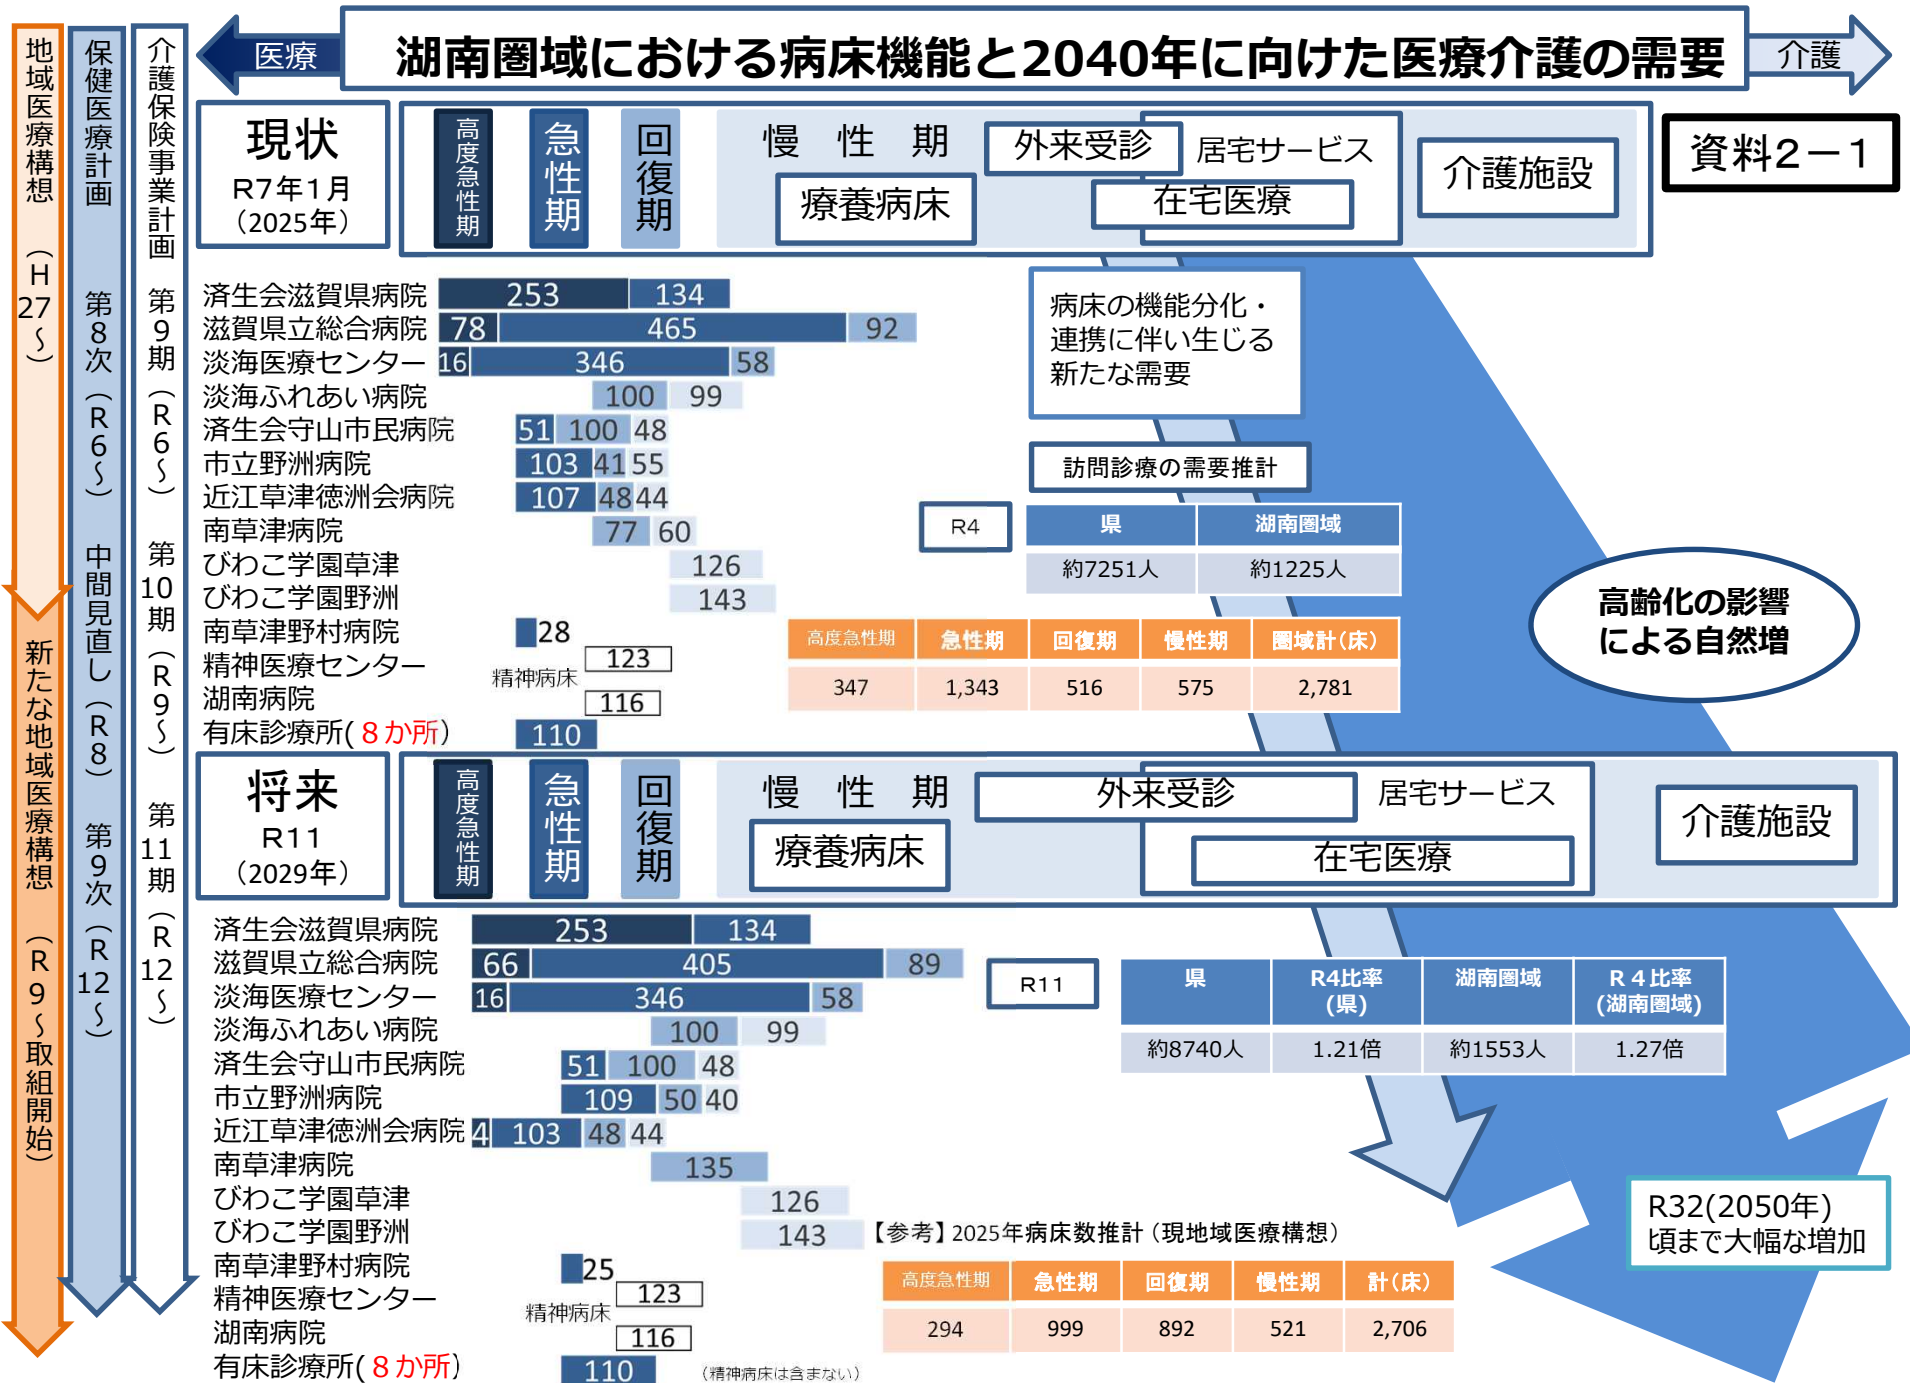 医療
湖南圏域における病床機能と2040年に向けた医療介護の需要
介護
資料2－1
地域医療構想 （H27～）
新たな地域医療構想 （R9～取組開始）
保健医療計画 第8次（R6～） 中間見直し（R8） 第9次（R12～）
介護保険事業計画 第9期（R6～） 第10期（R9～） 第11期（R12～）
現状
R7年1月
（2025年）
高度急性期
急性期
回復期
慢性期
療養病床
外来受診
居宅サービス
在宅医療
介護施設
済生会滋賀県病院 253 134
滋賀県立総合病院 78 465 92
淡海医療センター 16 346 58
淡海ふれあい病院 100 99
済生会守山市民病院 51 100 48
市立野洲病院 103 41 55
近江草津徳洲会病院 107 48 44
南草津病院 77 60
びわこ学園草津 126
びわこ学園野洲 143
南草津野村病院 28
精神医療センター 123
精神病床
湖南病院 116
有床診療所(８か所） 110
病床の機能分化・
連携に伴い生じる
新たな需要
訪問診療の需要推計
R4
県 湖南圏域
約7251人 約1225人
高度急性期 急性期 回復期 慢性期 圏域計(床)
347 1,343 516 575 2,781
高齢化の影響
による自然増
将来
R11
（2029年）
高度急性期
急性期
回復期
慢性期
療養病床
外来受診
居宅サービス
在宅医療
介護施設
済生会滋賀県病院 253 134
滋賀県立総合病院 66 405 89
淡海医療センター 16 346 58
淡海ふれあい病院 100 99
済生会守山市民病院 51 100 48
市立野洲病院 109 50 40
近江草津徳洲会病院 4 103 48 44
南草津病院 135
びわこ学園草津 126
びわこ学園野洲 143
南草津野村病院 25
精神医療センター 123
精神病床
湖南病院 116
有床診療所(８か所） 110
（精神病床は含まない）
R11
県 R4比率(県) 湖南圏域 R４比率(湖南圏域)
約8740人 1.21倍 約1553人 1.27倍
【参考】2025年病床数推計（現地域医療構想）
高度急性期 急性期 回復期 慢性期 計(床)
294 999 892 521 2,706
R32(2050年)
頃まで大幅な増加